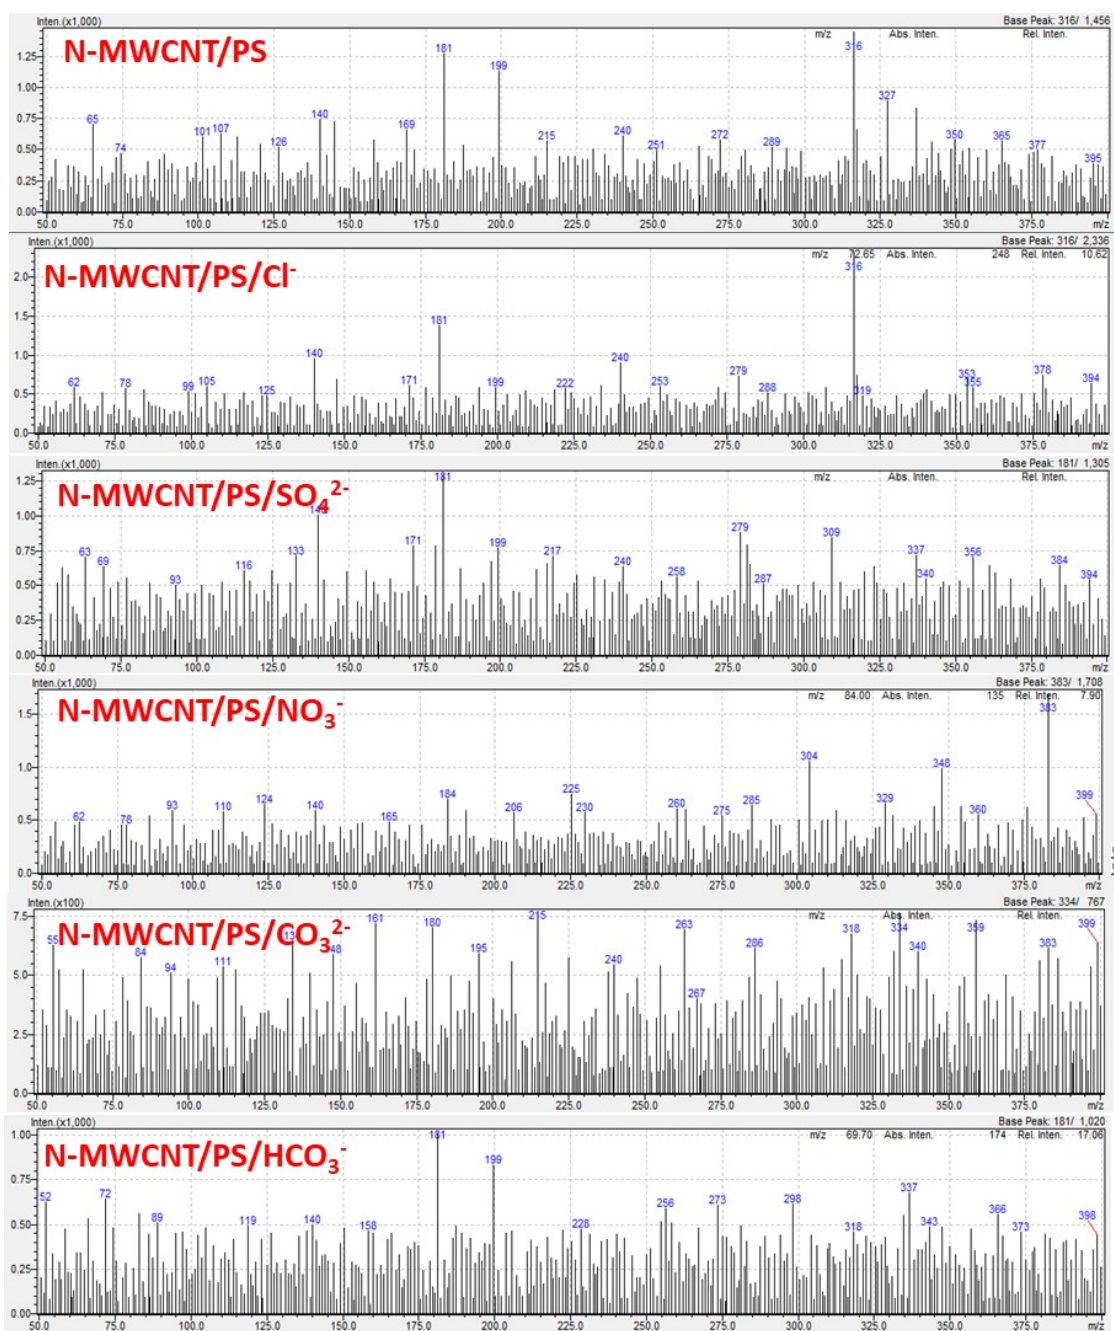 Inten.(x1,000) Base Peak: 316/ 1,456
N-MWCNT/PS
m/z Abs. Inten. Rel. Inten.
1.25
1.00
0.75
0.50
0.25
0.00
65 74 101 107 126 140 169 181 199 215 240 251 272 289 316 327 350 365 377 395
50.0 75.0 100.0 125.0 150.0 175.0 200.0 225.0 250.0 275.0 300.0 325.0 350.0 375.0 m/z
Inten.(x1,000) Base Peak: 316/ 2,336
N-MWCNT/PS/Cl⁻
m/z 72.65 Abs. Inten. 248 Rel. Inten. 10.62
2.0
1.5
1.0
0.5
0.0
62 78 99 105 125 140 171 181 199 222 240 253 279 288 316 319 353 355 378 394
50.0 75.0 100.0 125.0 150.0 175.0 200.0 225.0 250.0 275.0 300.0 325.0 350.0 375.0 m/z
Inten.(x1,000) Base Peak: 181/ 1,305
N-MWCNT/PS/SO₄²⁻
m/z Abs. Inten. Rel. Inten.
1.25
1.00
0.75
0.50
0.25
0.00
63 69 93 116 133 171 181 199 217 240 258 279 287 309 337 340 356 384 394
50.0 75.0 100.0 125.0 150.0 175.0 200.0 225.0 250.0 275.0 300.0 325.0 350.0 375.0 m/z
Inten.(x1,000) Base Peak: 383/ 1,708
N-MWCNT/PS/NO₃⁻
m/z 84.00 Abs. Inten. 135 Rel. Inten. 7.90
1.5
1.0
0.5
0.0
62 78 93 110 124 140 165 184 206 225 230 260 275 285 304 329 348 360 383 399
50.0 75.0 100.0 125.0 150.0 175.0 200.0 225.0 250.0 275.0 300.0 325.0 350.0 375.0 m/z
Inten.(x100) Base Peak: 334/ 767
N-MWCNT/PS/CO₃²⁻
m/z Abs. Inten. Rel. Inten.
7.5
5.0
2.5
0.0
55 84 94 111 161 180 195 215 240 263 267 286 318 334 340 359 383 399
50.0 75.0 100.0 125.0 150.0 175.0 200.0 225.0 250.0 275.0 300.0 325.0 350.0 375.0 m/z
Inten.(x1,000) Base Peak: 181/ 1,020
N-MWCNT/PS/HCO₃⁻
m/z 69.70 Abs. Inten. 174 Rel. Inten. 17.06
1.00
0.75
0.50
0.25
0.00
52 72 89 119 140 158 181 199 228 256 273 298 318 337 343 366 373 398
50.0 75.0 100.0 125.0 150.0 175.0 200.0 225.0 250.0 275.0 300.0 325.0 350.0 375.0 m/z